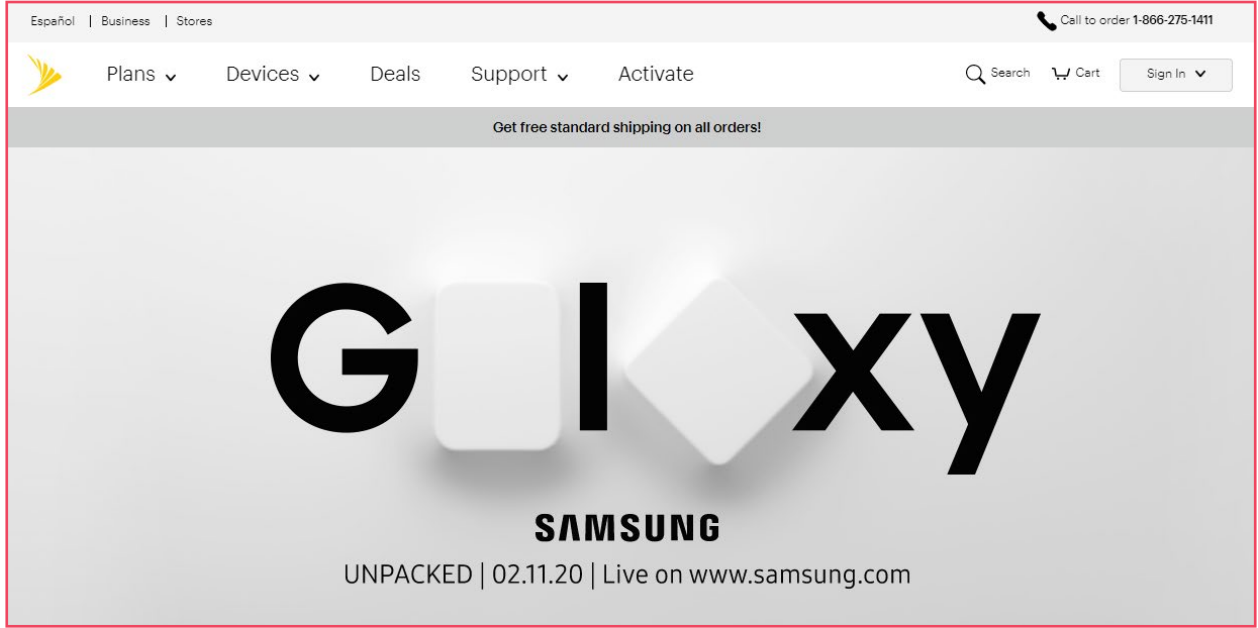 Español | Business | Stores
Call to order 1-866-275-1411
Plans Devices Deals Support Activate
Search Cart Sign In
Get free standard shipping on all orders!
G l xy
SAMSUNG
UNPACKED | 02.11.20 | Live on www.samsung.com